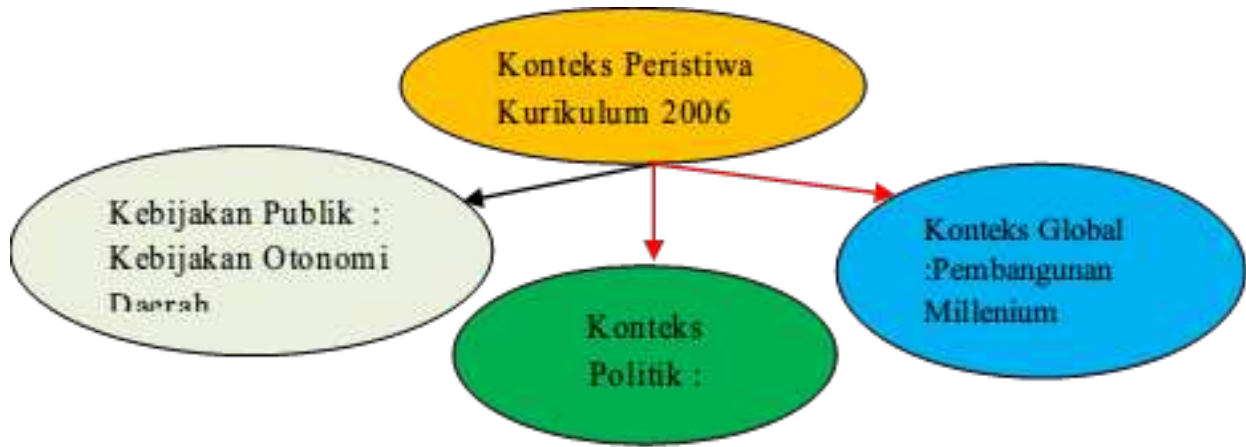 Konteks Peristiwa
Kurikulum 2006
Kebijakan Publik :
Kebijakan Otonomi
Daerah
Konteks
Politik :
Konteks Global
:Pembangunan
Millenium